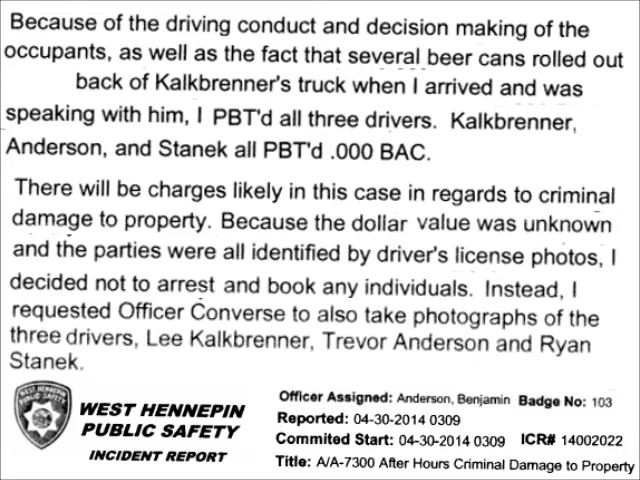 Because of the driving conduct and decision making of the
occupants, as well as the fact that several beer cans rolled out
back of Kalkbrenner's truck when I arrived and was
speaking with him, I PBT'd all three drivers. Kalkbrenner,
Anderson, and Stanek all PBT'd .000 BAC.
There will be charges likely in this case in regards to criminal
damage to property. Because the dollar value was unknown
and the parties were all identified by driver's license photos, I
decided not to arrest and book any individuals. Instead, I
requested Officer Converse to also take photographs of the
three drivers, Lee Kalkbrenner, Trevor Anderson and Ryan
Stanek.
WEST HENNEPIN
PUBLIC SAFETY
WEST HENNEPIN
PUBLIC SAFETY
INCIDENT REPORT
Officer Assigned: Anderson, Benjamin Badge No: 103
Reported: 04-30-2014 0309
Commited Start: 04-30-2014 0309 ICR# 14002022
Title: A/A-7300 After Hours Criminal Damage to Property